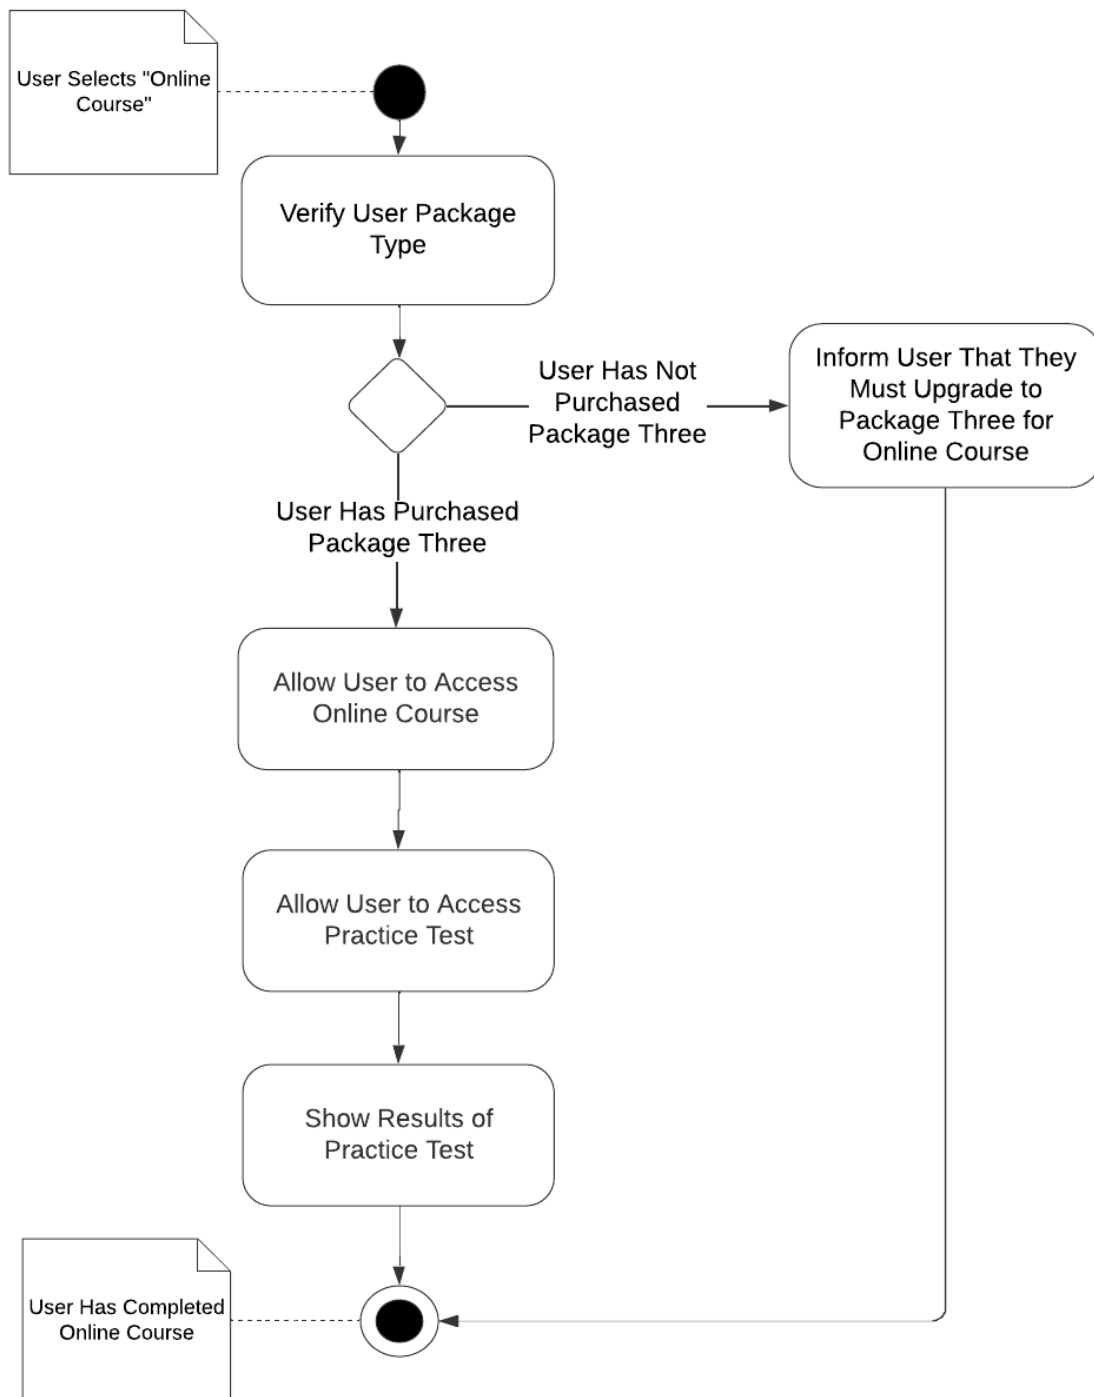 User Selects "Online
Course"
Verify User Package
Type
User Has Not
Purchased
Package Three
Inform User That They
Must Upgrade to
Package Three for
Online Course
User Has Purchased
Package Three
Allow User to Access
Online Course
Allow User to Access
Practice Test
Show Results of
Practice Test
User Has Completed
Online Course